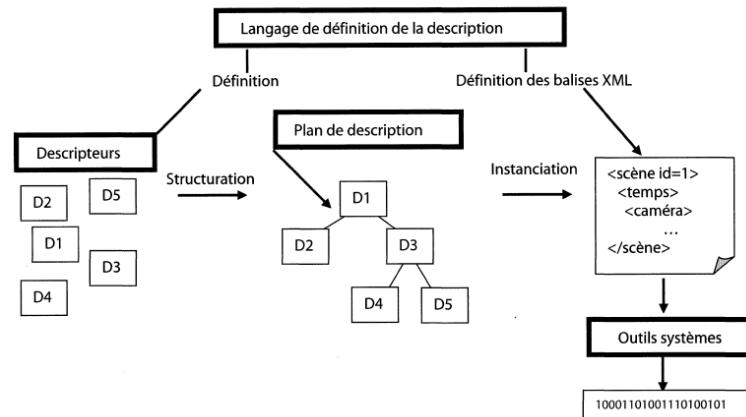 Langage de définition de la description
Définition
Définition des balises XML
Descripteurs
Plan de description
Structuration
Instanciation
D2
D5
D1
D3
D4
D1
D2
D3
D4
D5
<scène id=1>
<temps>
<caméra>
...
</scène>
Outils systèmes
10001101001110100101